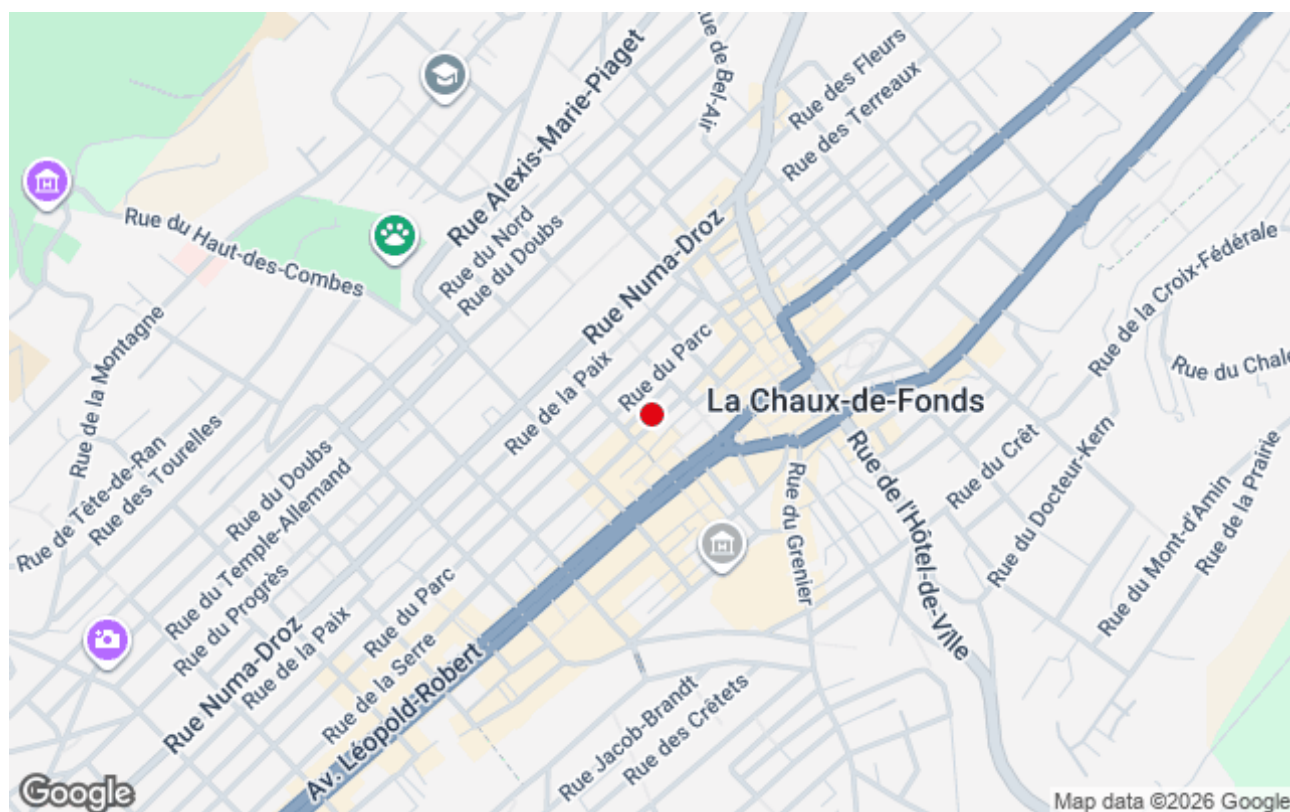 Rue de Bel-Air
Rue des Fleurs
Rue des Terreaux
Rue Alexis-Marie-Piaget
Rue du Haut-des-Combes
Rue du Nord
Rue du Doubs
Rue Numa-Droz
Rue de la Croix-Fédérale
Rue du Chale
Rue de la Montagne
Rue de la Paix
Rue du Parc
La Chaux-de-Fonds
Rue de Tête-de-Ran
Rue des Tourelles
Rue du Doubs
Rue du Temple-Allemand
Rue du Progrès
Rue Numa-Droz
Rue de la Paix
Rue du Parc
Rue de la Serre
Av. Léopold-Robert
Rue du Grenier
Rue de l'Hôtel-de-Ville
Rue du Crêt
Rue du Docteur-Kern
Rue du Mont-d'Amin
Rue de la Prairie
Rue Jacob-Brandt
Rue des Crêtets
Google
Map data ©2026 Google